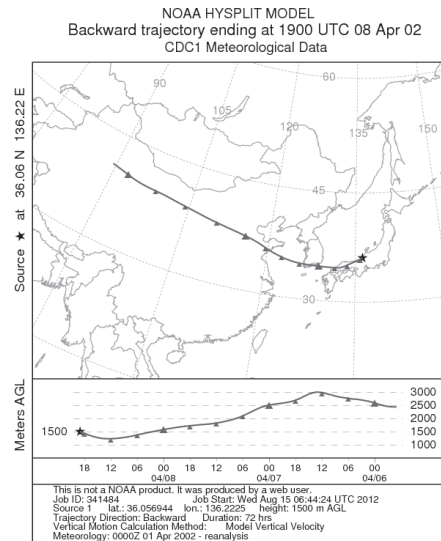 NOAA HYSPLIT MODEL
Backward trajectory ending at 1900 UTC 08 Apr 02
CDC1 Meteorological Data
Source ★ at 36.06 N 136.22 E
90
105
120
135
150
60
45
30
Meters AGL
1500
3000
2500
2000
1500
1000
18 12 06 00 18 12 06 00 18 12 06 00
04/08 04/07 04/06
This is not a NOAA product. It was produced by a web user.
Job ID: 341484 Job Start: Wed Aug 15 06:44:24 UTC 2012
Source 1 lat.: 36.056944 lon.: 136.2225 height: 1500 m AGL
Trajectory Direction: Backward Duration: 72 hrs
Vertical Motion Calculation Method: Model Vertical Velocity
Meteorology: 0000Z 01 Apr 2002 - reanalysis